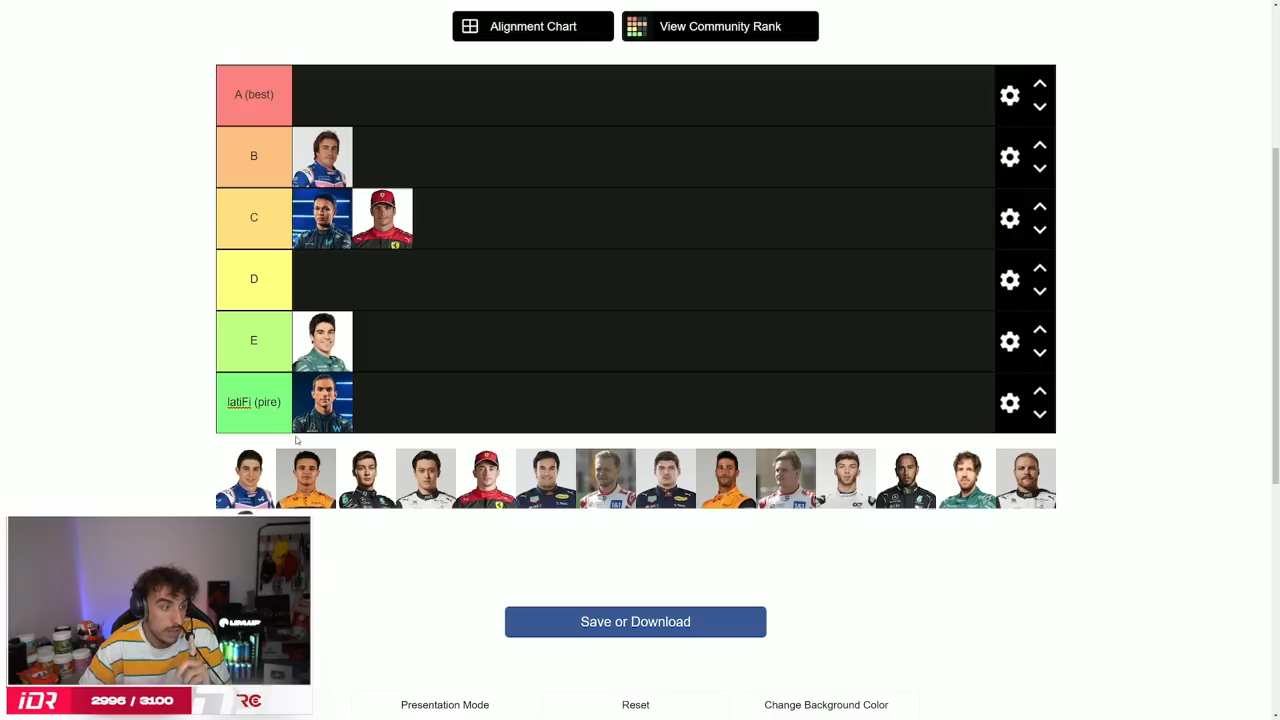 Alignment Chart
View Community Rank
A (best)
B
C
D
E
latiFi (pire)
Save or Download
iDR
2996 / 3100
Presentation Mode
Reset
Change Background Color